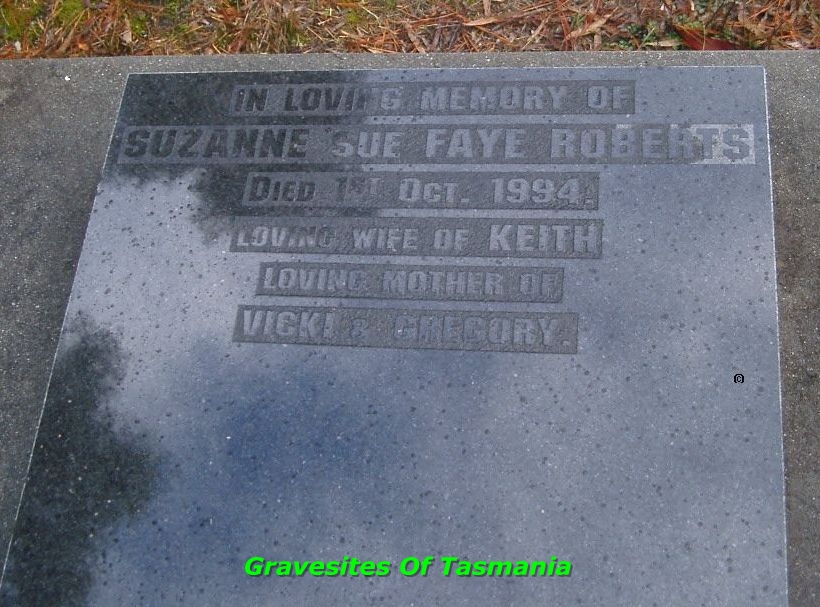 IN LOVING MEMORY OF
SUZANNE SUE FAYE ROBERTS
DIED 1ST OCT. 1994.
LOVING WIFE OF KEITH
LOVING MOTHER OF
VICKI & GREGORY.
©
Gravesites Of Tasmania